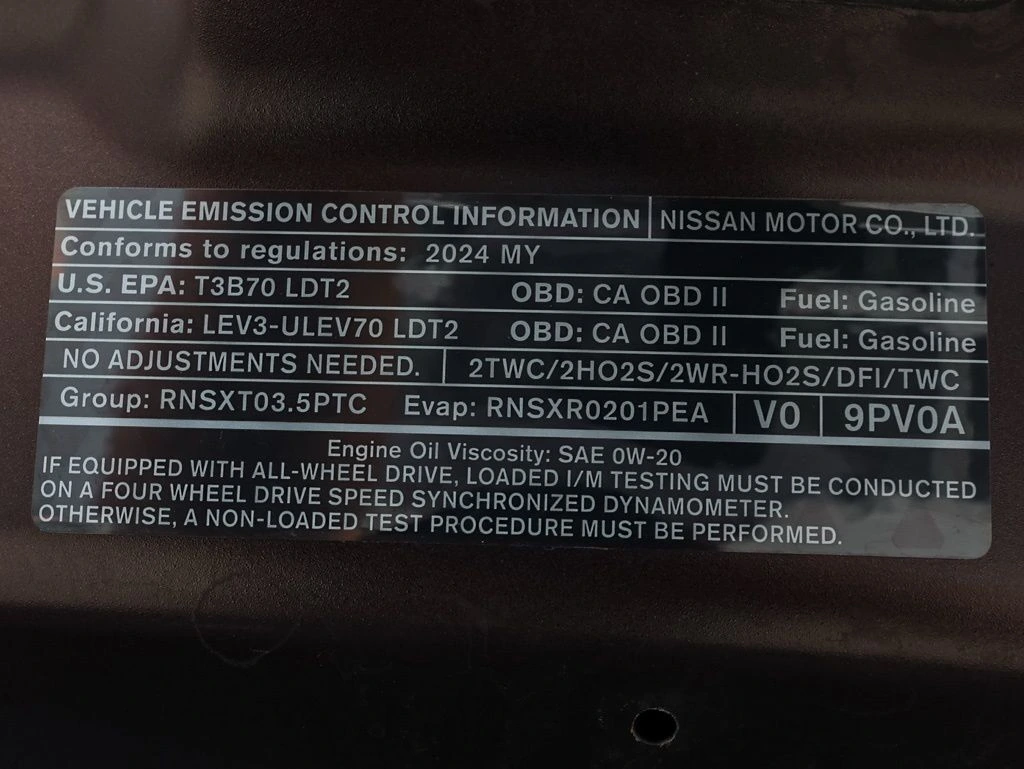 VEHICLE EMISSION CONTROL INFORMATION NISSAN MOTOR CO., LTD.
Conforms to regulations: 2024 MY
U.S. EPA: T3B70 LDT2 OBD: CA OBD II Fuel: Gasoline
California: LEV3-ULEV70 LDT2 OBD: CA OBD II Fuel: Gasoline
NO ADJUSTMENTS NEEDED. 2TWC/2HO2S/2WR-HO2S/DFI/TWC
Group: RNSXT03.5PTC Evap: RNSXR0201PEA V0 9PV0A
Engine Oil Viscosity: SAE 0W-20
IF EQUIPPED WITH ALL-WHEEL DRIVE, LOADED I/M TESTING MUST BE CONDUCTED
ON A FOUR WHEEL DRIVE SPEED SYNCHRONIZED DYNAMOMETER.
OTHERWISE, A NON-LOADED TEST PROCEDURE MUST BE PERFORMED.